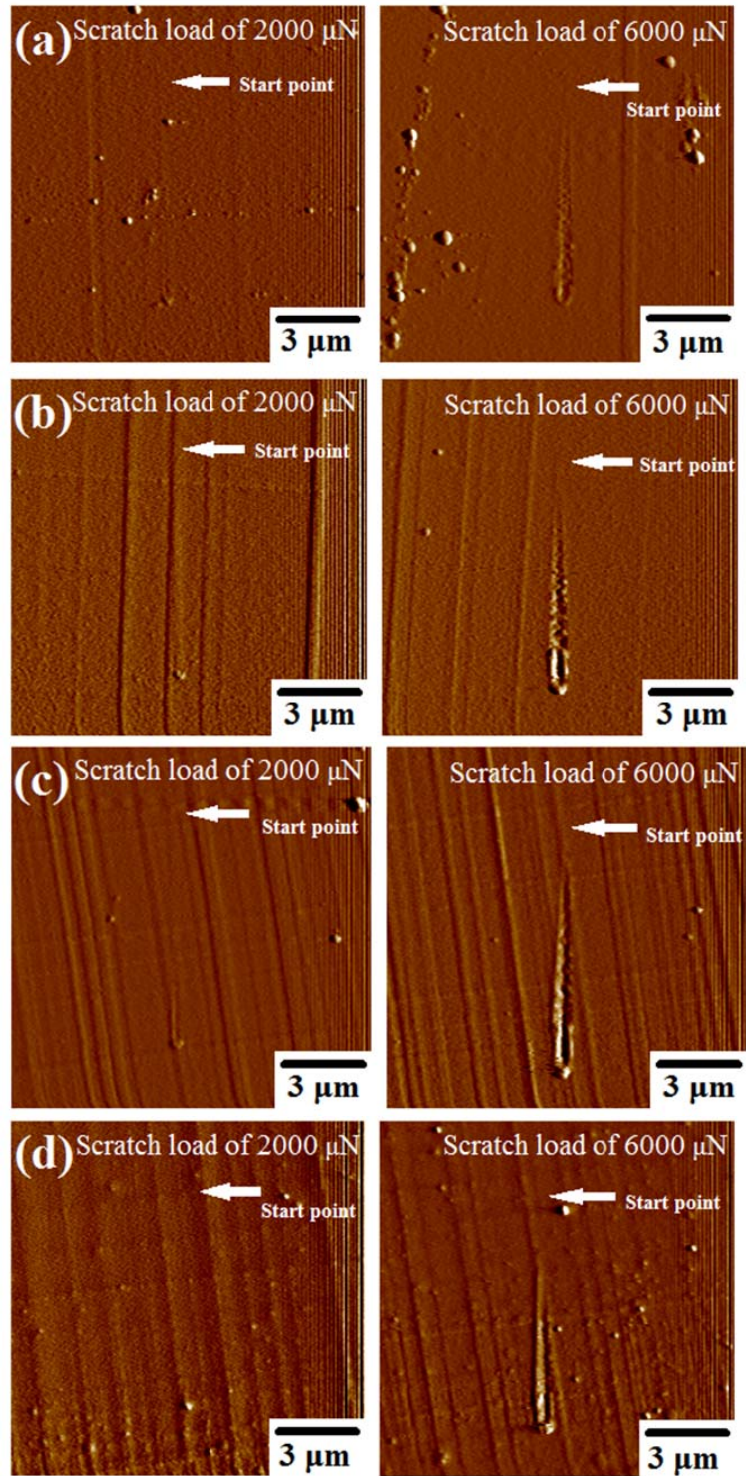 (a) Scratch load of 2000 μN
Start point
3 μm
Scratch load of 6000 μN
Start point
3 μm
(b) Scratch load of 2000 μN
Start point
3 μm
Scratch load of 6000 μN
Start point
3 μm
(c) Scratch load of 2000 μN
Start point
3 μm
Scratch load of 6000 μN
Start point
3 μm
(d) Scratch load of 2000 μN
Start point
3 μm
Scratch load of 6000 μN
Start point
3 μm